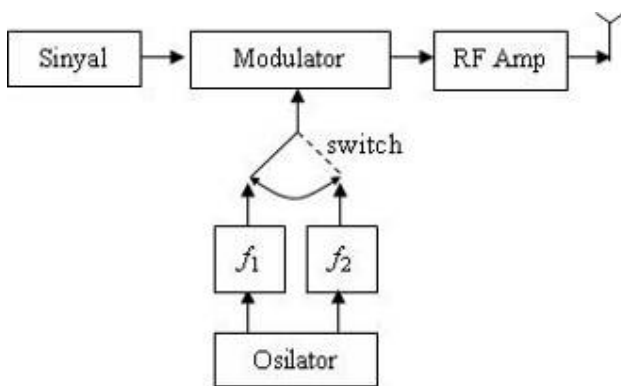 Sinyal
Modulator
RF Amp
switch
f1
f2
Osilator